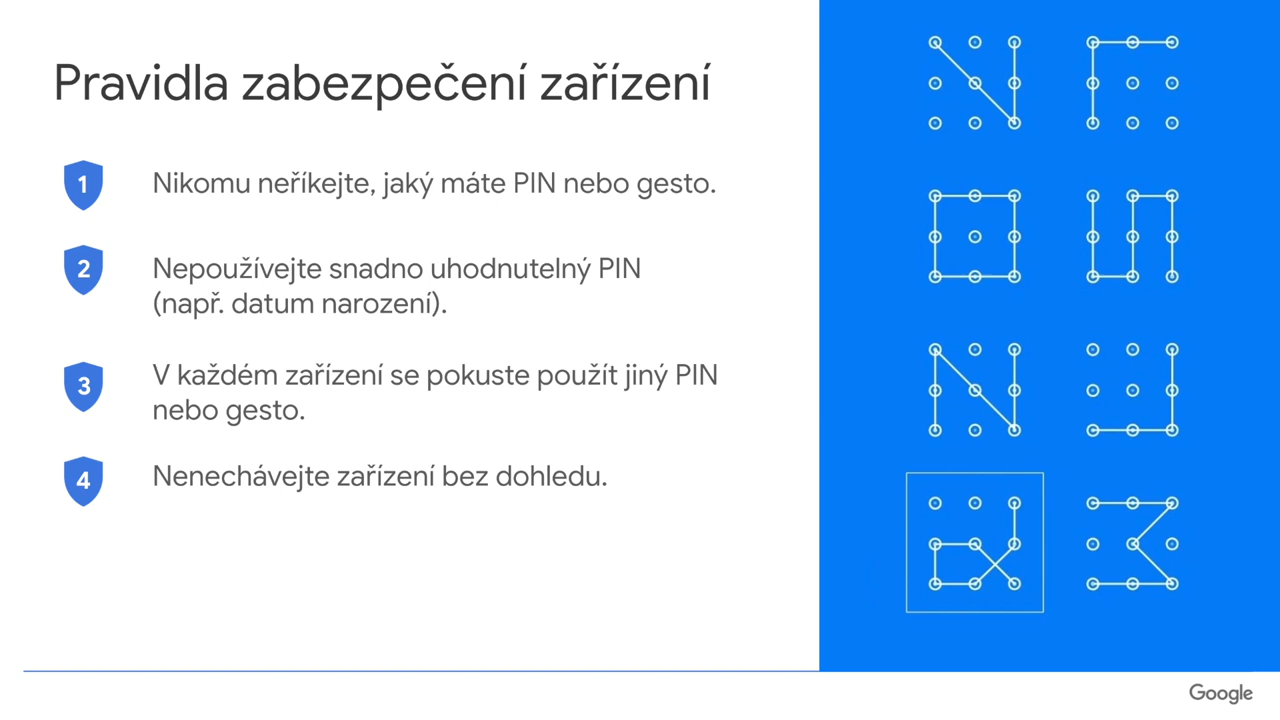 Pravidla zabezpečení zařízení
1
Nikomu neříkejte, jaký máte PIN nebo gesto.
2
Nepoužívejte snadno uhodnutelný PIN
(např. datum narození).
3
V každém zařízení se pokuste použít jiný PIN
nebo gesto.
4
Nenechávejte zařízení bez dohledu.
Google